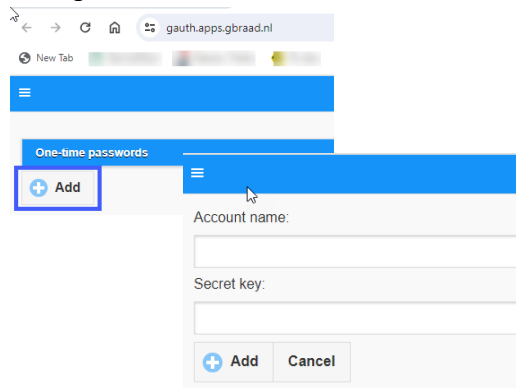 gauth.apps.gbraad.nl
New Tab
One-time passwords
Add
Account name:
Secret key:
Add Cancel